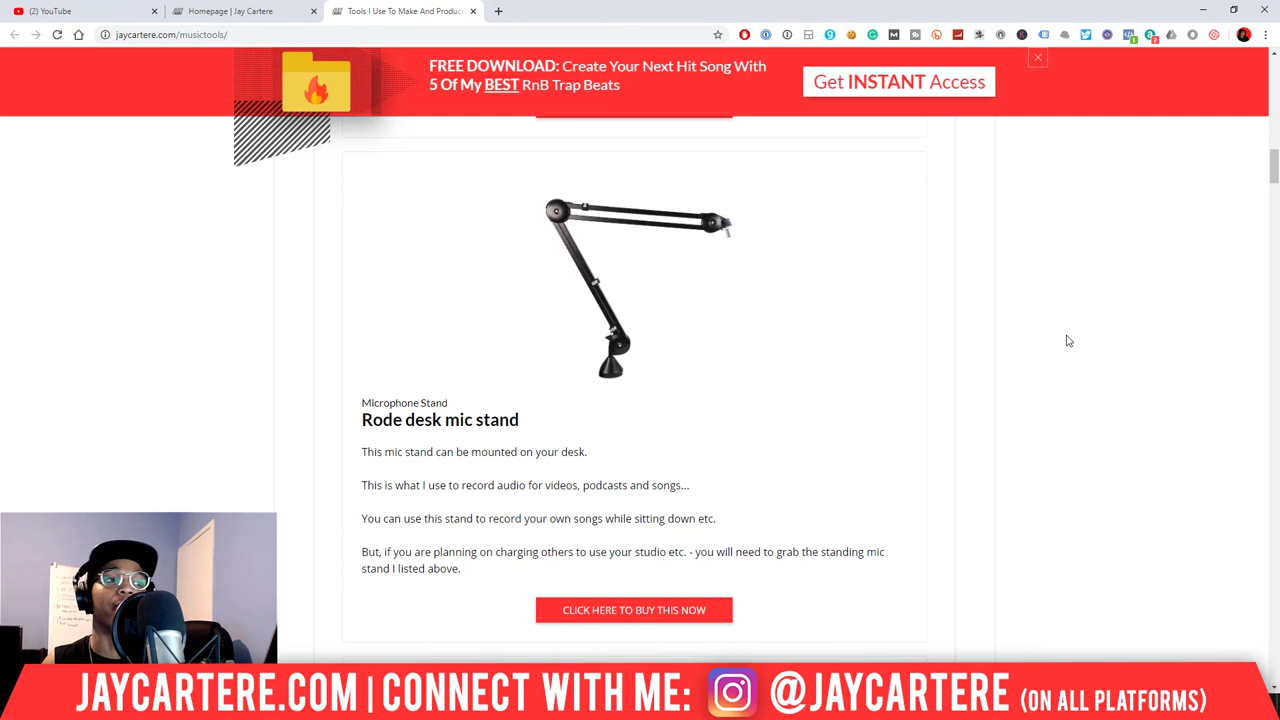 (2) YouTube
Homepage | Jay Cartere
Tools I Use To Make And Produce
jaycartere.com/musictools/
FREE DOWNLOAD: Create Your Next Hit Song With
5 Of My BEST RnB Trap Beats
Get INSTANT Access
Microphone Stand
Rode desk mic stand
This mic stand can be mounted on your desk.
This is what I use to record audio for videos, podcasts and songs...
You can use this stand to record your own songs while sitting down etc.
But, if you are planning on charging others to use your studio etc. - you will need to grab the standing mic
stand I listed above.
CLICK HERE TO BUY THIS NOW
JAYCARTERE.COM | CONNECT WITH ME: @JAYCARTERE (ON ALL PLATFORMS)